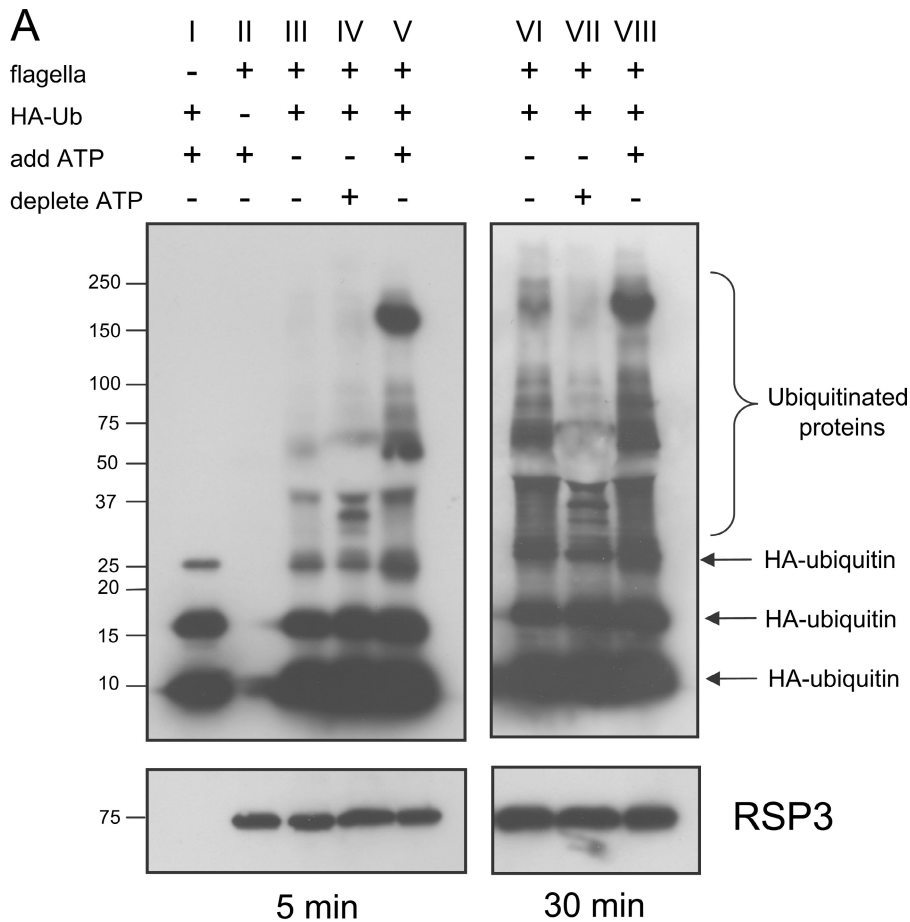 A
I II III IV V VI VII VIII
flagella - + + + + + + +
HA-Ub + - + + + + + +
add ATP + + - - + - - +
deplete ATP - - - + - - + -
250
150
100
75
50
37
25
20
15
10
Ubiquitinated
proteins
HA-ubiquitin
HA-ubiquitin
HA-ubiquitin
75
RSP3
5 min 30 min